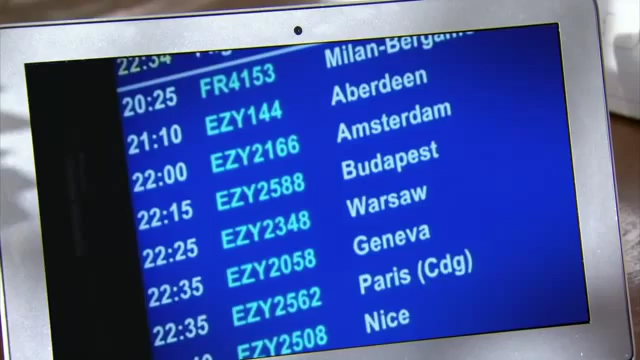 22:34
20:25 FR4153 Milan-Bergamo
21:10 EZY144 Aberdeen
22:00 EZY2166 Amsterdam
22:15 EZY2588 Budapest
22:25 EZY2348 Warsaw
22:35 EZY2058 Geneva
22:35 EZY2562 Paris (Cdg)
EZY2508 Nice